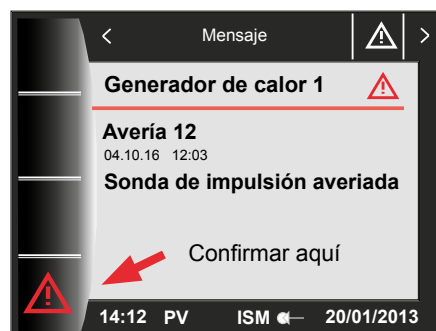 Mensaje
Generador de calor 1
Avería 12
04.10.16 12:03
Sonda de impulsión averiada
Confirmar aquí
14:12 PV ISM 20/01/2013